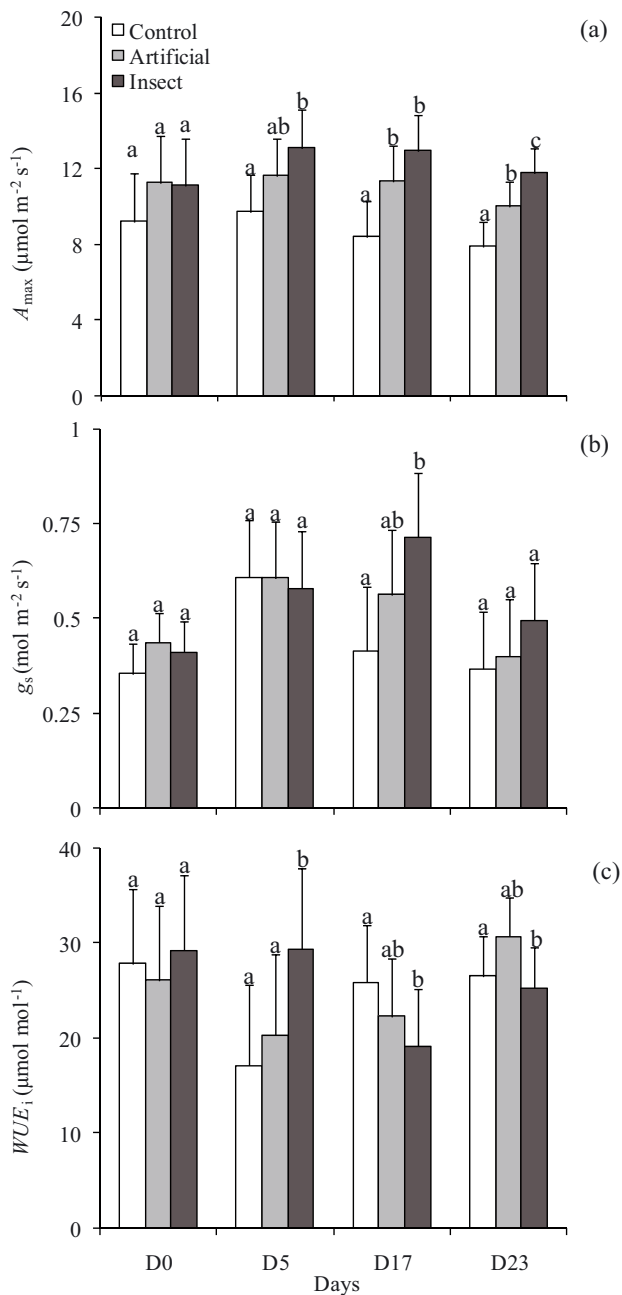 20
(a)
Control
Artificial
Insect
16
12
8
4
0
a a a
a ab b
a b b
a b c
A max (µmol m-2 s-1)
1
(b)
0.75
0.5
0.25
0
a a a
a a a
a ab b
a a a
g s (mol m-2 s-1)
40
(c)
30
20
10
0
a a a
a a b
a ab b
a ab b
WUE i (µmol mol-1)
D0 D5 D17 D23
Days